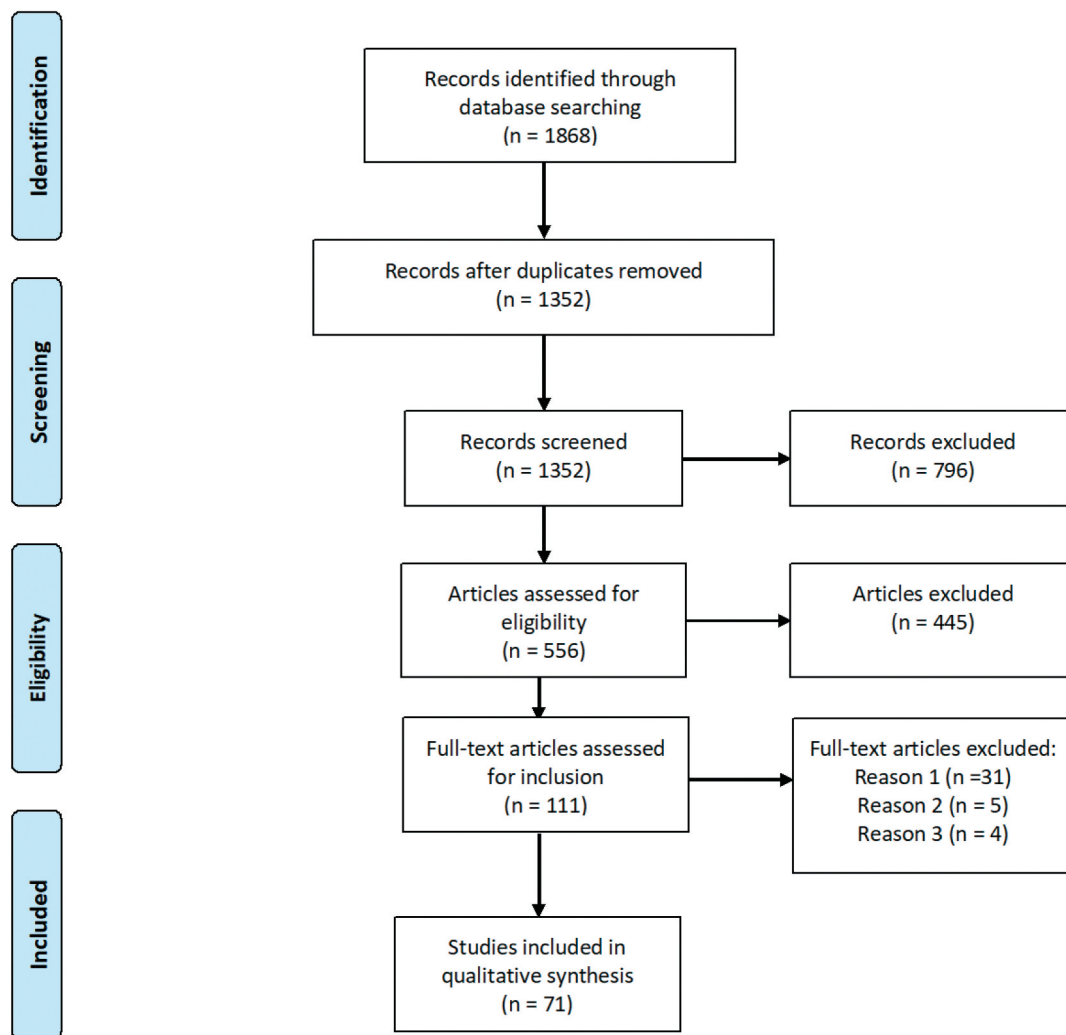 Identification
Records identified through
database searching
(n = 1868)
Records after duplicates removed
(n = 1352)
Screening
Records screened
(n = 1352)
Records excluded
(n = 796)
Eligibility
Articles assessed for
eligibility
(n = 556)
Articles excluded
(n = 445)
Full-text articles assessed
for inclusion
(n = 111)
Full-text articles excluded:
Reason 1 (n =31)
Reason 2 (n = 5)
Reason 3 (n = 4)
Included
Studies included in
qualitative synthesis
(n = 71)